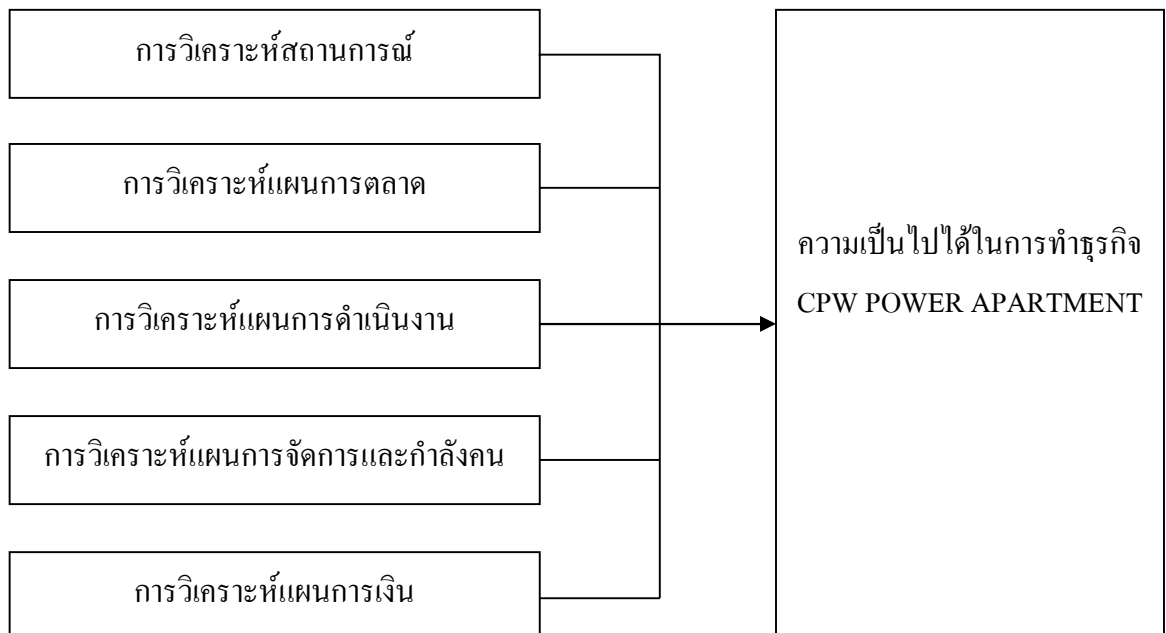 การวิเคราะห์สถานการณ์
การวิเคราะห์แผนการตลาด
การวิเคราะห์แผนการดำเนินงาน
การวิเคราะห์แผนการจัดการและกำลังคน
การวิเคราะห์แผนการเงิน
ความเป็นไปได้ในการทำธุรกิจ
CPW POWER APARTMENT